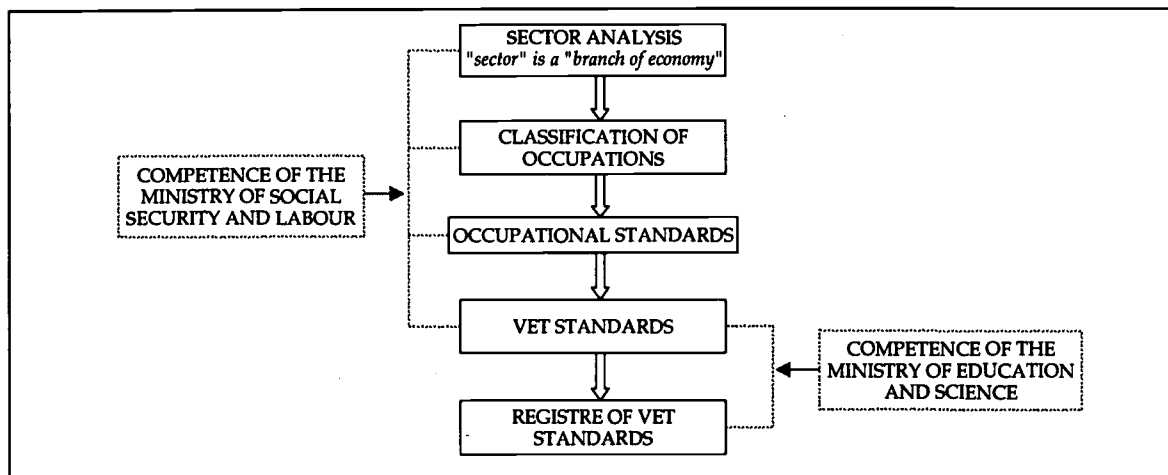 SECTOR ANALYSIS
"sector" is a "branch of economy"
CLASSIFICATION OF
OCCUPATIONS
COMPETENCE OF THE
MINISTRY OF SOCIAL
SECURITY AND LABOUR
OCCUPATIONAL STANDARDS
VET STANDARDS
COMPETENCE OF THE
MINISTRY OF EDUCATION
AND SCIENCE
REGISTRE OF VET
STANDARDS